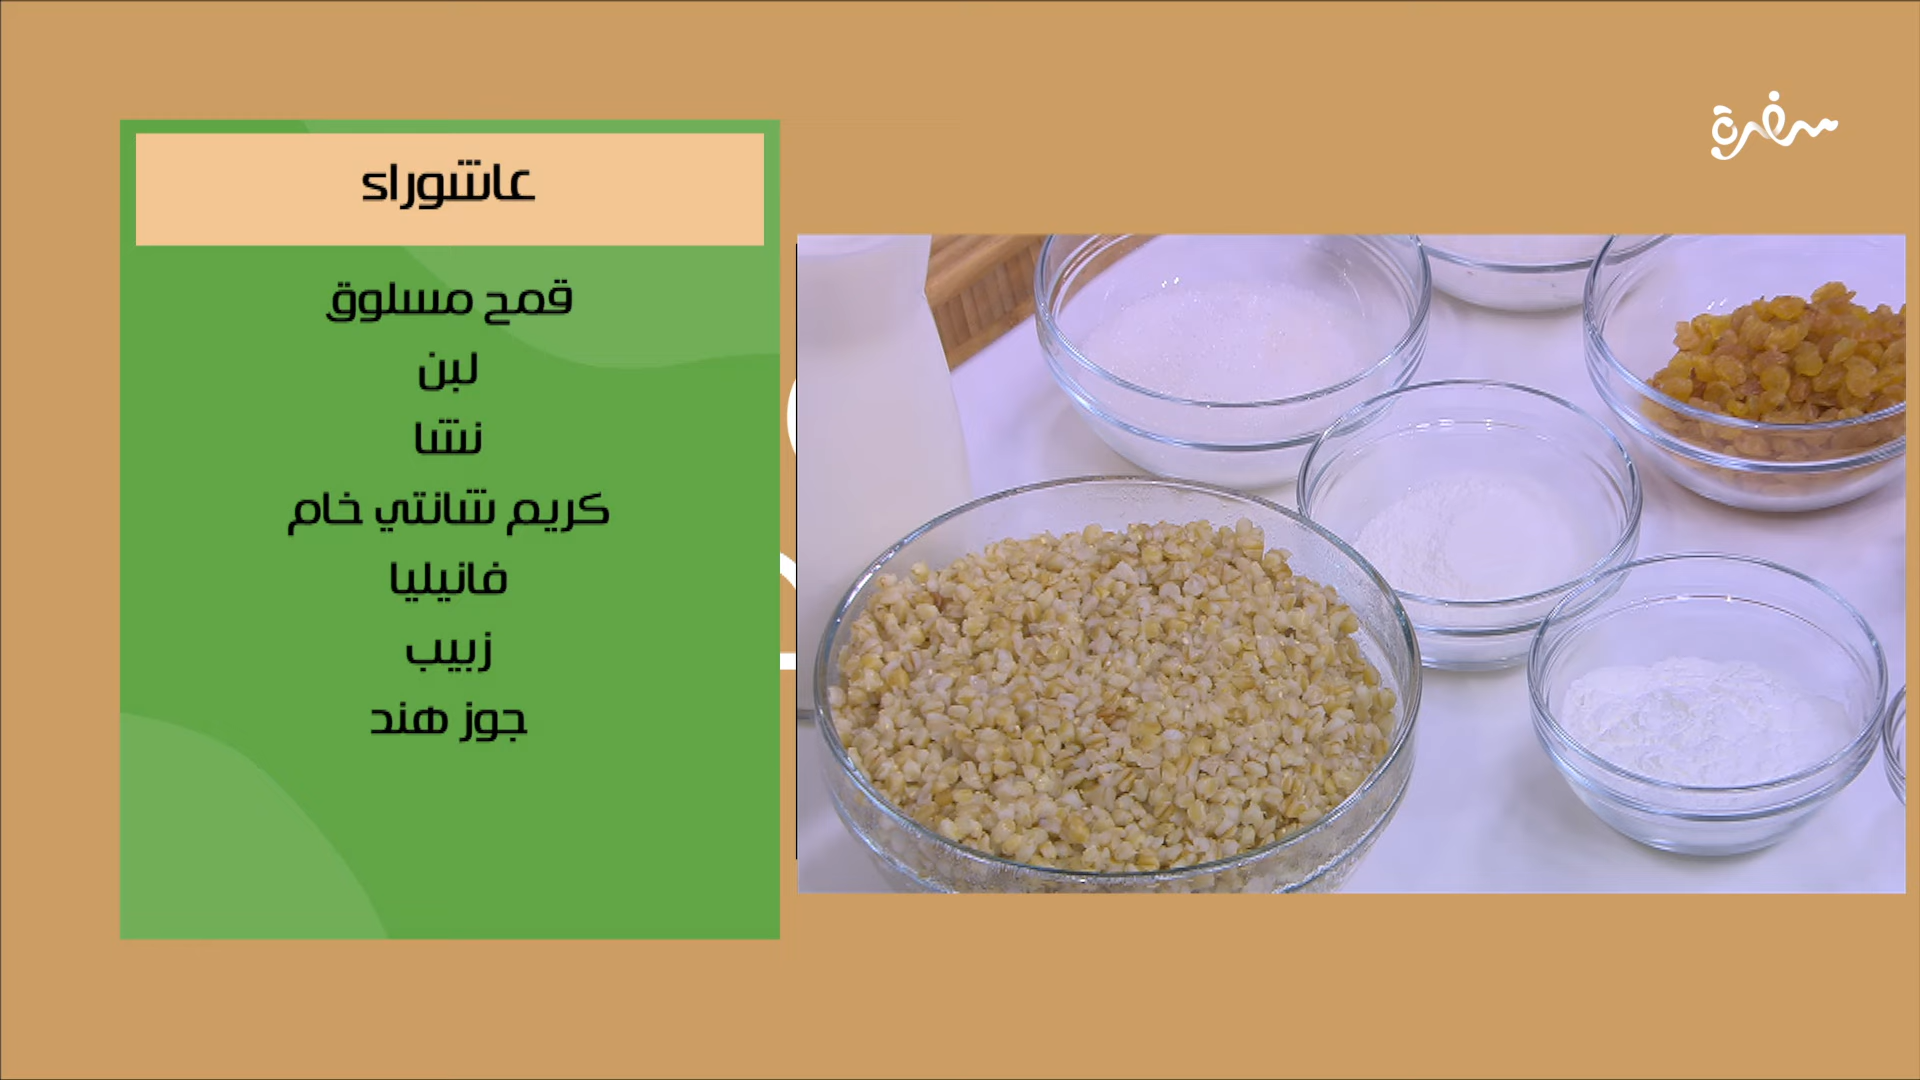 سفرة
عاشوراء
قمح مسلوق
لبن
نشا
كريم شانتي خام
فانيليا
زبيب
جوز هند